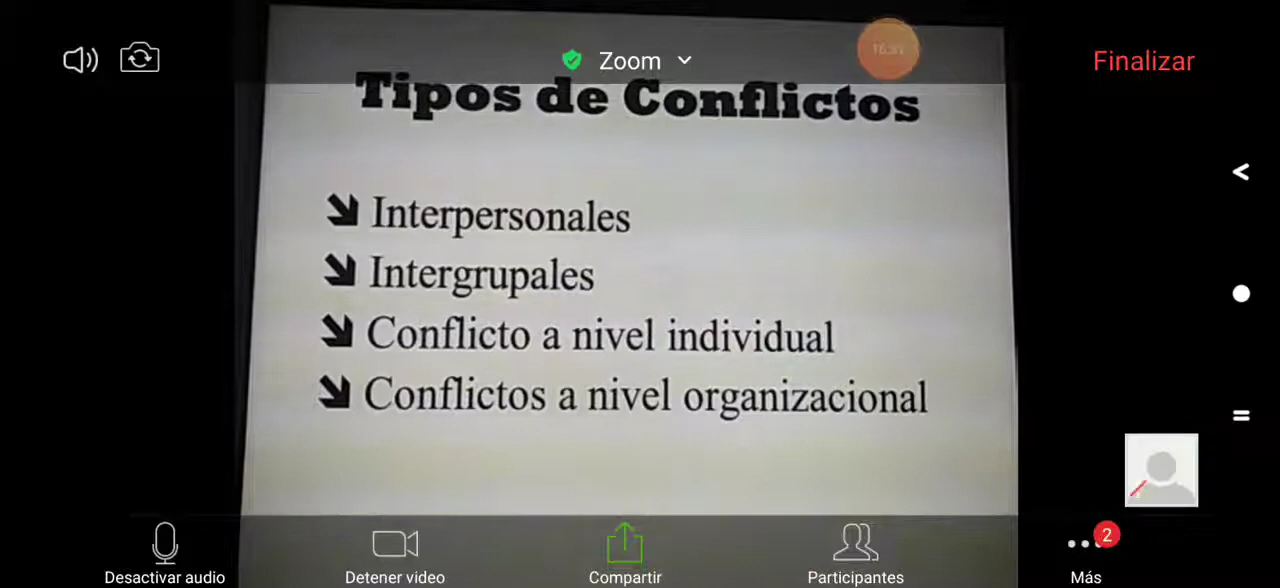 Zoom
Finalizar
Tipos de Conflictos
Interpersonales
Intergrupales
Conflicto a nivel individual
Conflictos a nivel organizacional
2
Desactivar audio
Detener video
Compartir
Participantes
Más